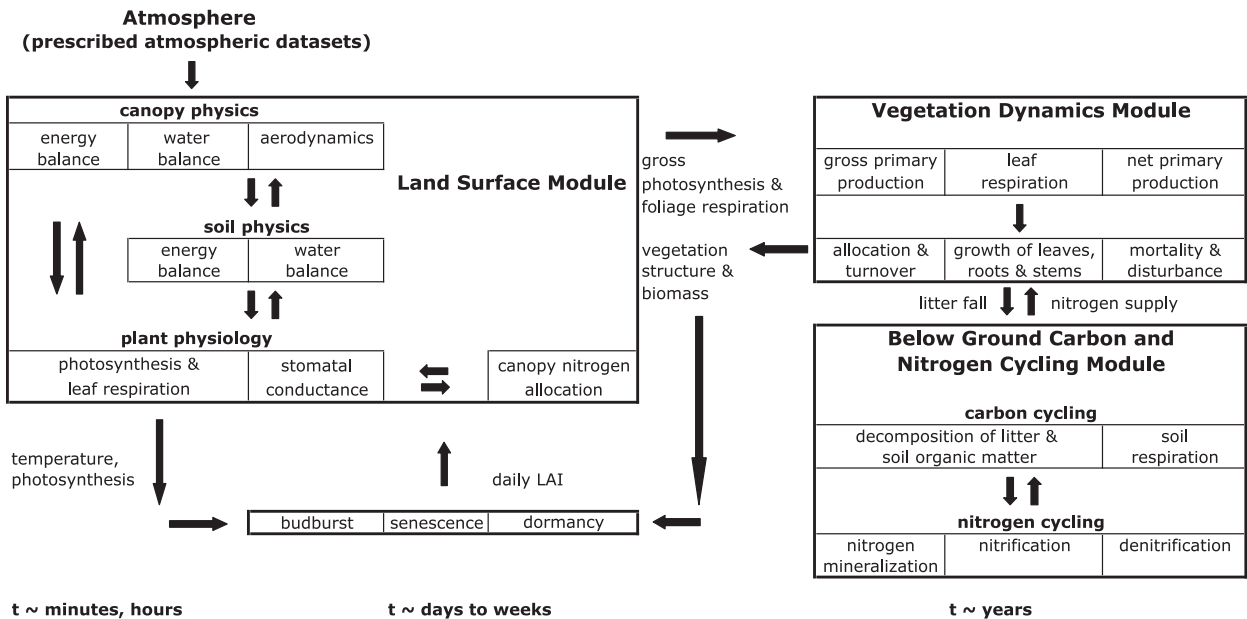 Atmosphere
(prescribed atmospheric datasets)
canopy physics
energy
balance
water
balance
aerodynamics
Land Surface Module
soil physics
energy
balance
water
balance
plant physiology
photosynthesis &
leaf respiration
stomatal
conductance
canopy nitrogen
allocation
gross
photosynthesis &
foliage respiration
vegetation
structure &
biomass
Vegetation Dynamics Module
gross primary
production
leaf
respiration
net primary
production
allocation &
turnover
growth of leaves,
roots & stems
mortality &
disturbance
litter fall
nitrogen supply
Below Ground Carbon and
Nitrogen Cycling Module
carbon cycling
decomposition of litter &
soil organic matter
soil
respiration
nitrogen cycling
nitrogen
mineralization
nitrification
denitrification
temperature,
photosynthesis
daily LAI
budburst
senescence
dormancy
t ~ minutes, hours
t ~ days to weeks
t ~ years